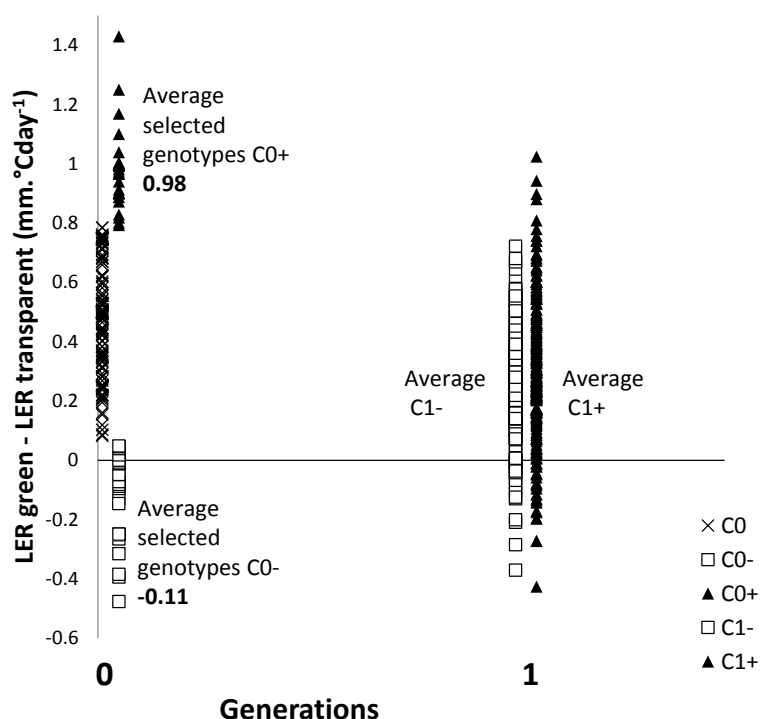 LER green - LER transparent (mm.°Cday-1)
1.4
1.2
1
0.8
0.6
0.4
0.2
0
-0.2
-0.4
-0.6
Average
selected
genotypes C0+
0.98
Average
selected
genotypes C0-
-0.11
Average
C1-
Average
C1+
C0
C0-
C0+
C1-
C1+
0
1
Generations